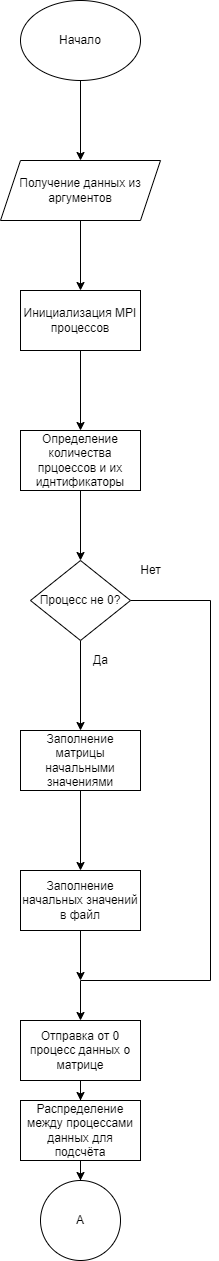 Начало
Получение данных из
аргументов
Инициализация MPI
процессов
Определение
количества
прцоессов и их
иднтификаторы
Процесс не 0?
Нет
Да
Заполнение
матрицы
начальными
значениями
Заполнение
начальных значений
в файл
Отправка от 0
процесс данных о
матрице
Распределение
между процессами
данных для
подсчёта
А